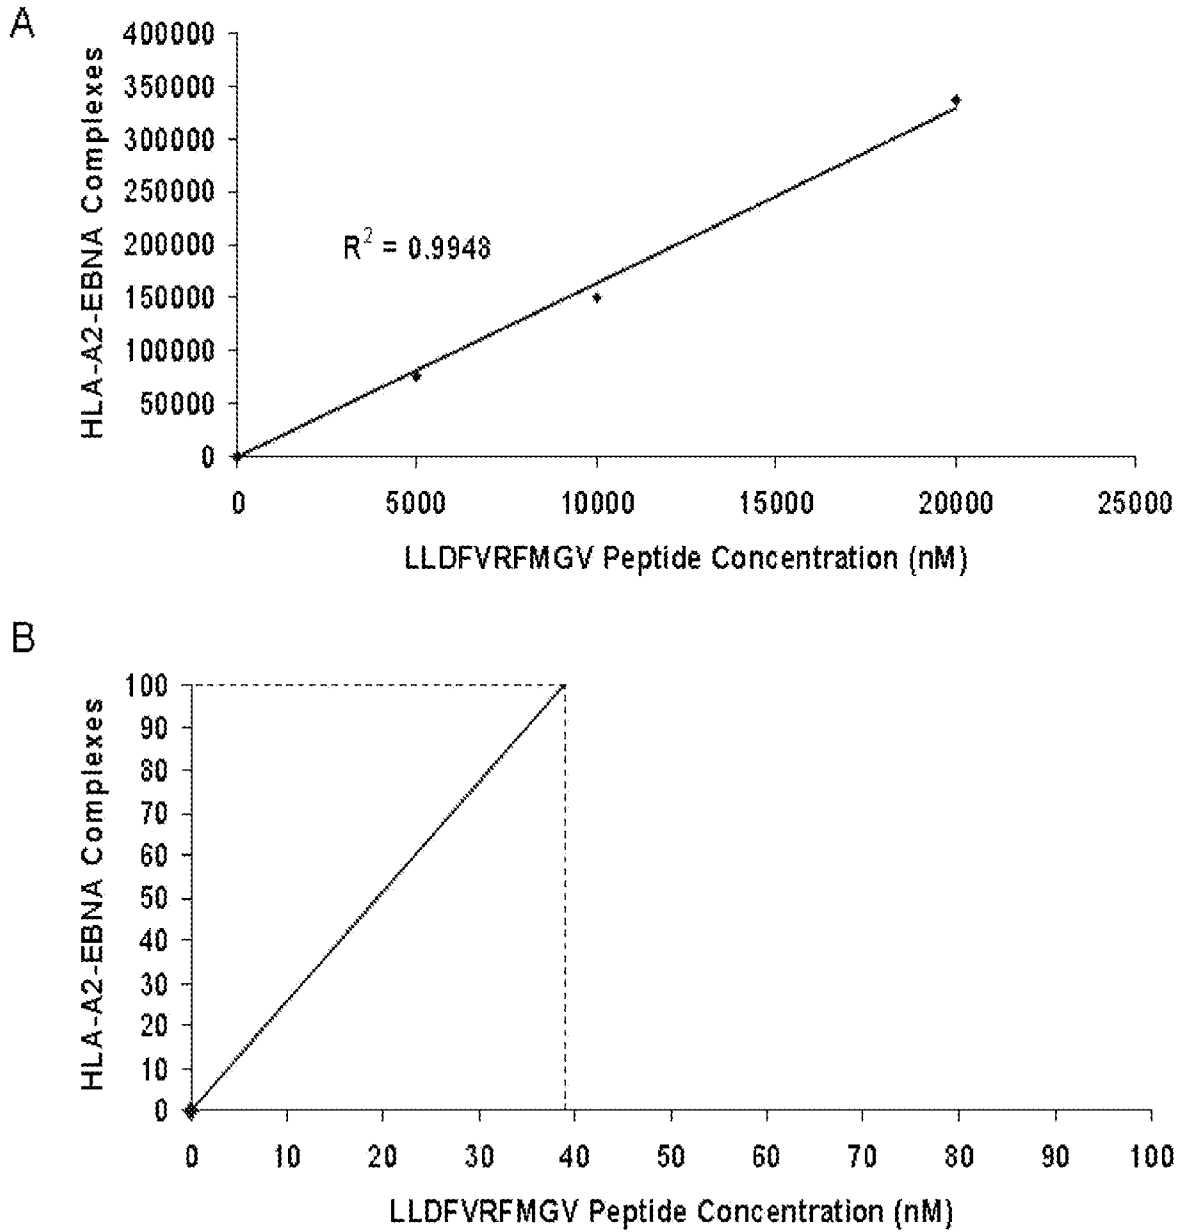 A
HLA-A2-EBNA Complexes
400000
350000
300000
250000
200000
150000
100000
50000
0
R² = 0.9948
0 5000 10000 15000 20000 25000
LLDFVRFMGV Peptide Concentration (nM)
B
HLA-A2-EBNA Complexes
100
90
80
70
60
50
40
30
20
10
0
0 10 20 30 40 50 60 70 80 90 100
LLDFVRFMGV Peptide Concentration (nM)